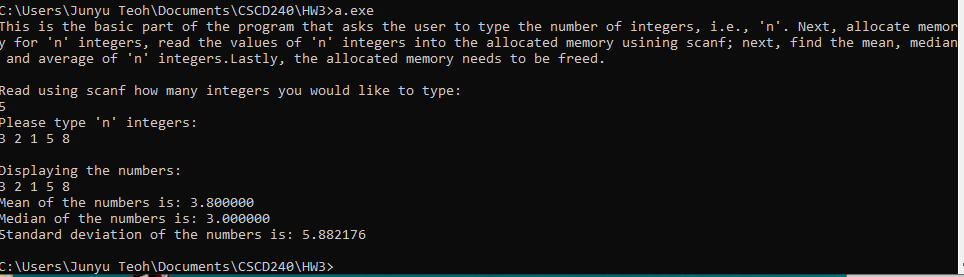 C:\Users\Junyu Teoh\Documents\CSCD240\HW3>a.exe
This is the basic part of the program that asks the user to type the number of integers, i.e., 'n'. Next, allocate memor
y for 'n' integers, read the values of 'n' integers into the allocated memory usining scanf; next, find the mean, median
 and average of 'n' integers.Lastly, the allocated memory needs to be freed.

Read using scanf how many integers you would like to type:
5
Please type 'n' integers:
3 2 1 5 8

Displaying the numbers:
3 2 1 5 8
Mean of the numbers is: 3.800000
Median of the numbers is: 3.000000
Standard deviation of the numbers is: 5.882176

C:\Users\Junyu Teoh\Documents\CSCD240\HW3>